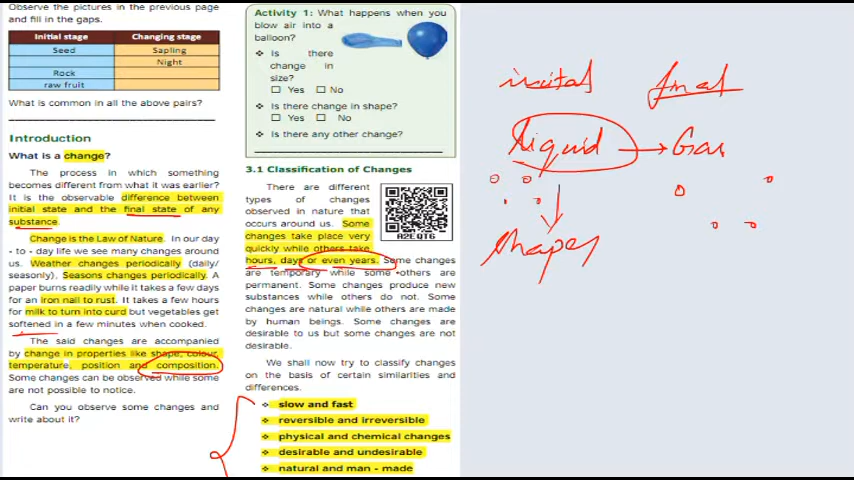 Observe the pictures in the previous page
and fill in the gaps.
Initial stage Changing stage
Seed Sapling
Night
Rock
raw fruit
What is common in all the above pairs?
Introduction
What is a change?
The process in which something
becomes different from what it was earlier?
It is the observable difference between
initial state and the final state of any
substance.
Change is the Law of Nature. In our day
- to - day life we see many changes around
us. Weather changes periodically (daily/
seasonly), Seasons changes periodically. A
paper burns readily while it takes a few days
for an iron nail to rust. It takes a few hours
for milk to turn into curd but vegetables get
softened in a few minutes when cooked.
The said changes are accompanied
by change in properties like shape, colour,
temperature, position and composition.
Some changes can be observed while some
are not possible to notice.
Can you observe some changes and
write about it?
Activity 1: What happens when you
blow air into a
balloon?
❖ Is there
change in
size?
☐ Yes ☐ No
❖ Is there change in shape?
☐ Yes ☐ No
❖ Is there any other change?
3.1 Classification of Changes
There are different
types of changes
observed in nature that
occurs around us. Some
changes take place very
quickly while others take
hours, days or even years. Some changes
are temporary while some others are
permanent. Some changes produce new
substances while others do not. Some
changes are natural while others are made
by human beings. Some changes are
desirable to us but some changes are not
desirable.
A2EQT6
We shall now try to classify changes
on the basis of certain similarities and
differences.
❖ slow and fast
❖ reversible and irreversible
❖ physical and chemical changes
❖ desirable and undesirable
❖ natural and man - made
final
liquid → Gas
shapes